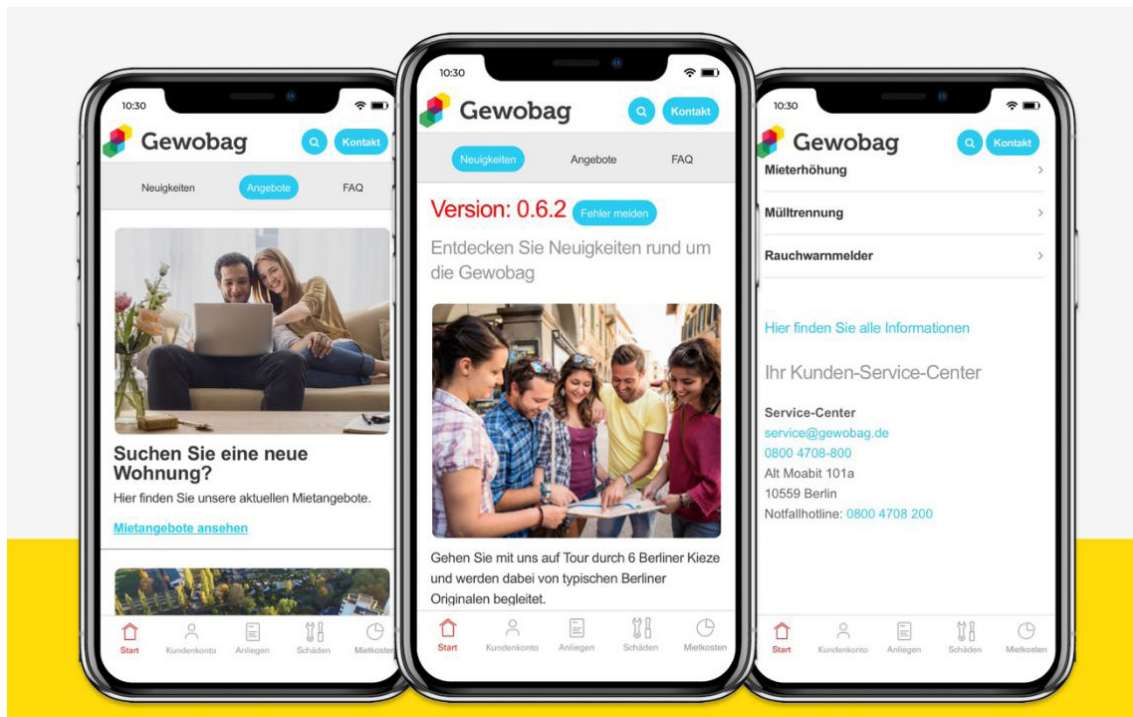 10:30
Gewobag
Kontakt
Neuigkeiten
Angebote
FAQ
Suchen Sie eine neue
Wohnung?
Hier finden Sie unsere aktuellen Mietangebote.
Mietangebote ansehen
Start
Kundenkonto
Anliegen
Schäden
Mietkosten
10:30
Gewobag
Kontakt
Neuigkeiten
Angebote
FAQ
Version: 0.6.2
Fehler melden
Entdecken Sie Neuigkeiten rund um
die Gewobag
Gehen Sie mit uns auf Tour durch 6 Berliner Kieze
und werden dabei von typischen Berliner
Originalen begleitet.
Start
Kundenkonto
Anliegen
Schäden
Mietkosten
10:30
Gewobag
Kontakt
Mieterhöhung
Mülltrennung
Rauchwarnmelder
Hier finden Sie alle Informationen
Ihr Kunden-Service-Center
Service-Center
service@gewobag.de
0800 4708-800
Alt Moabit 101a
10559 Berlin
Notfallhotline: 0800 4708 200
Start
Kundenkonto
Anliegen
Schäden
Mietkosten